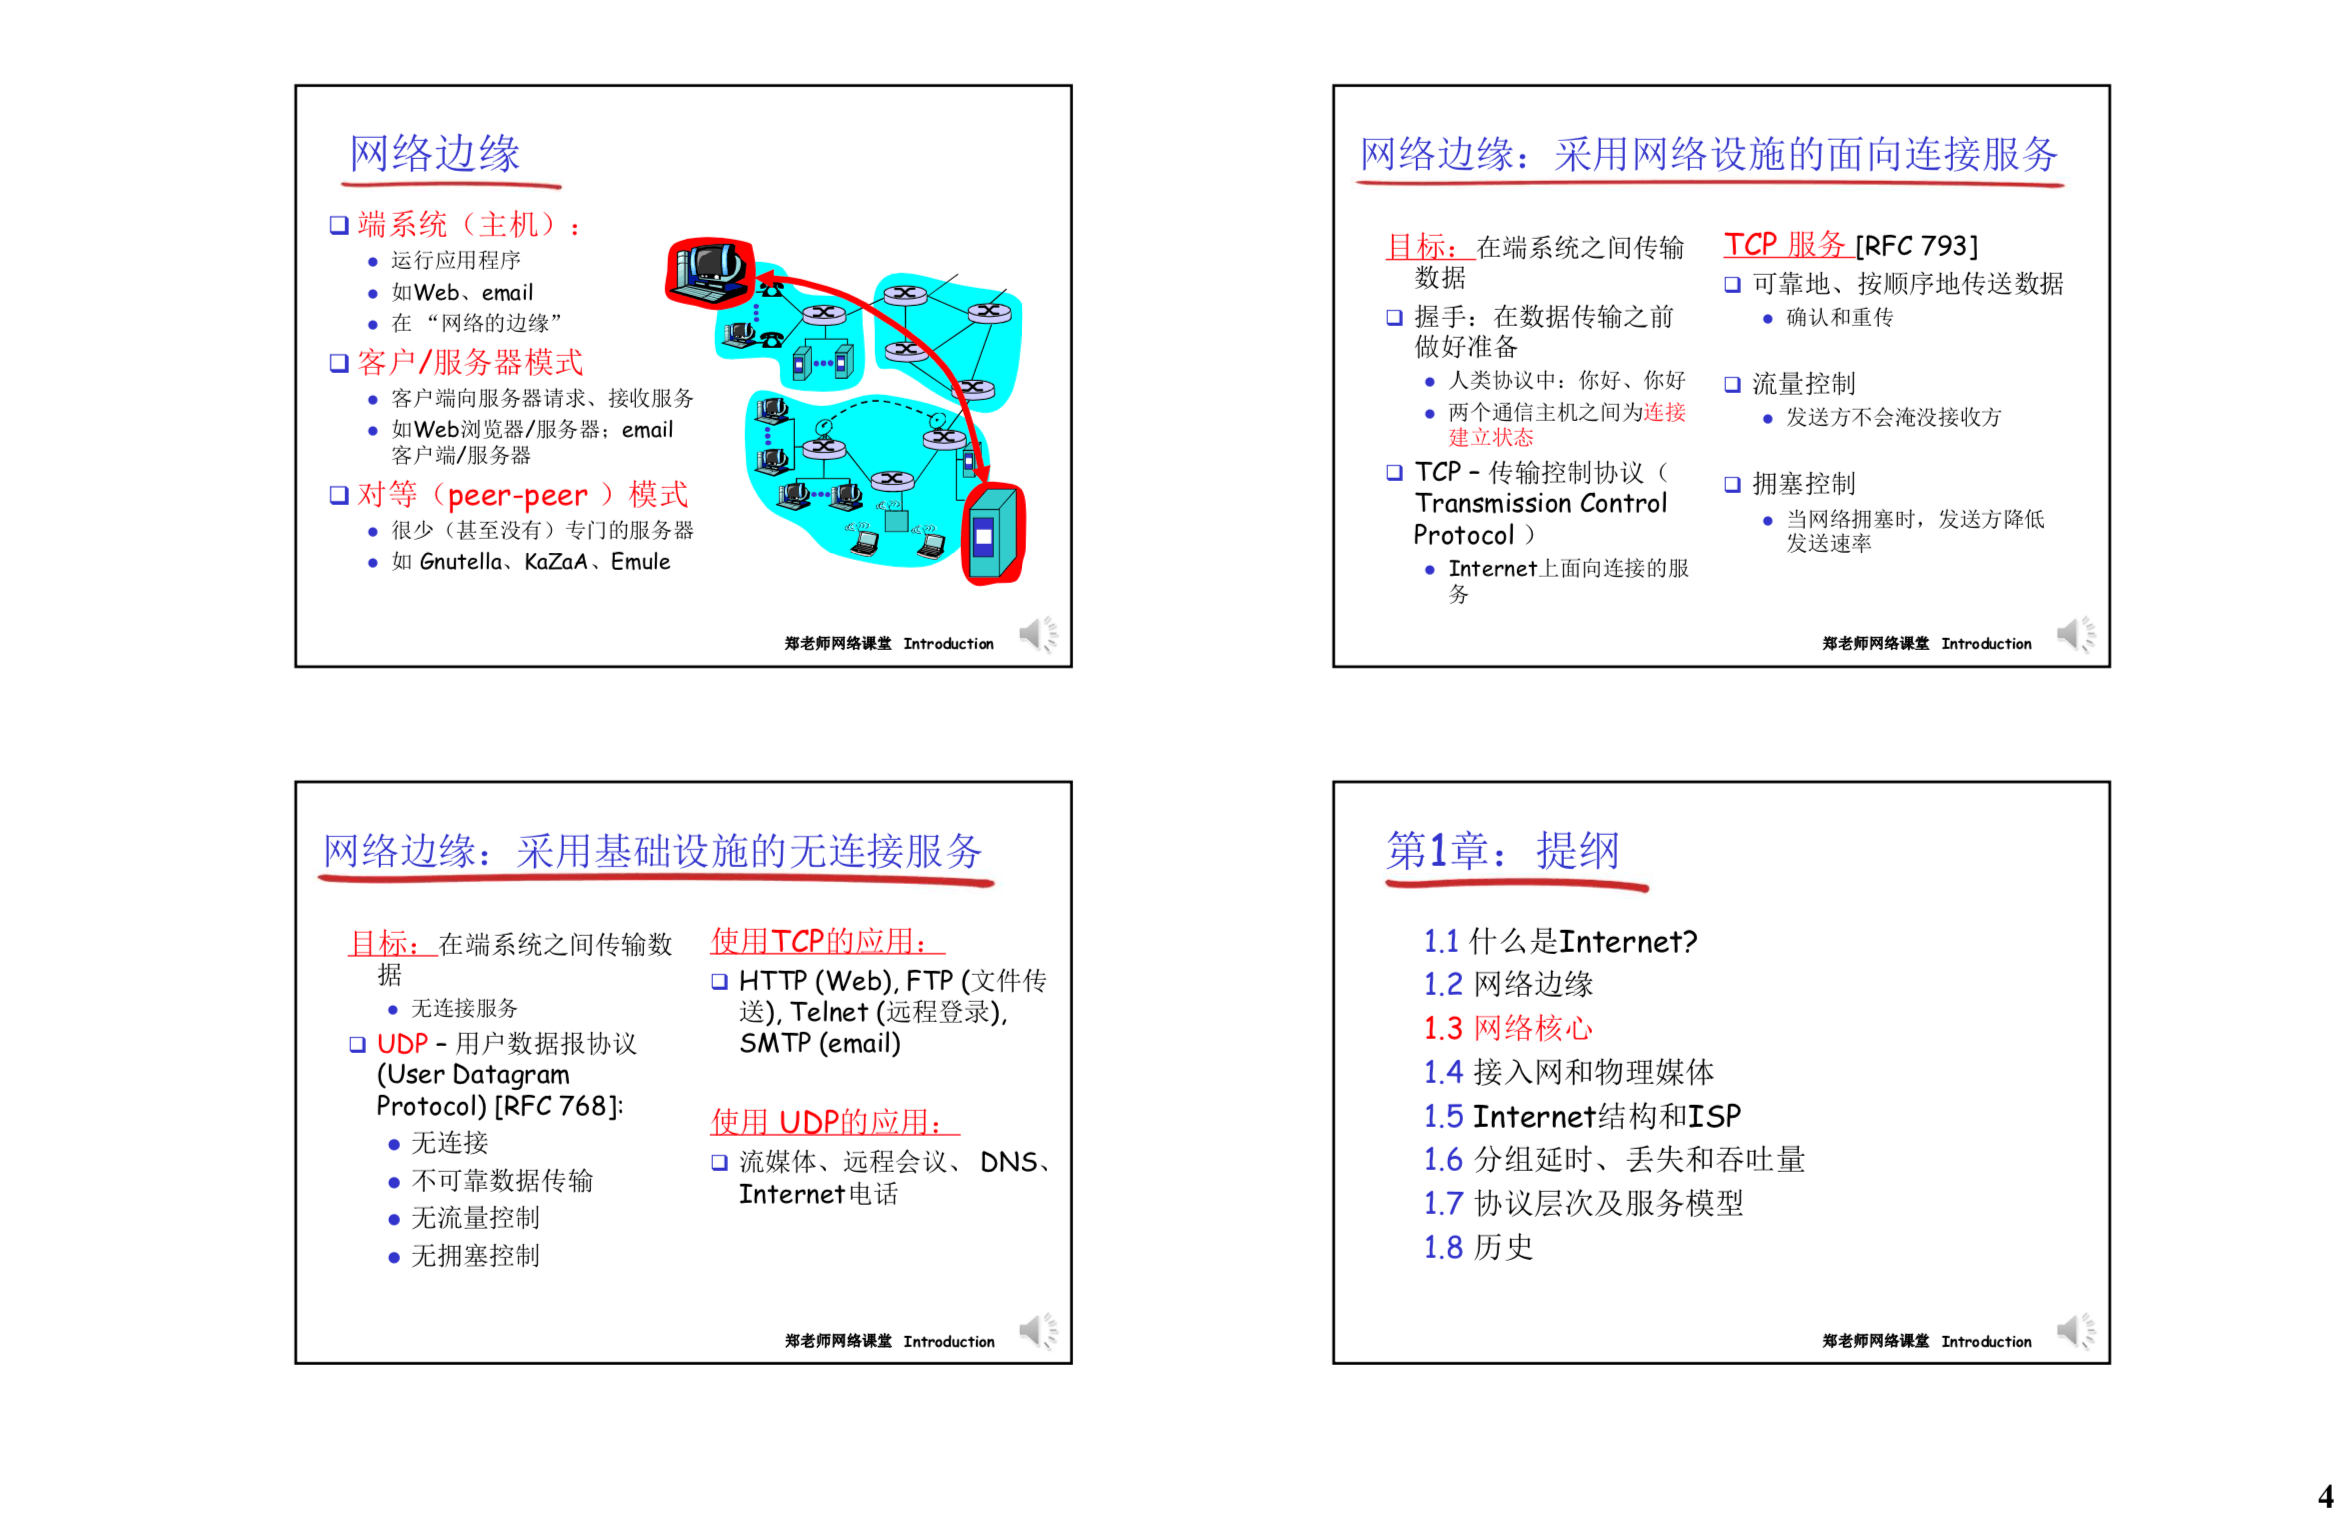 网络边缘
端系统（主机）：
运行应用程序
如Web、email
在 “网络的边缘”
客户/服务器模式
客户端向服务器请求、接收服务
如Web浏览器/服务器；email
客户端/服务器
对等（peer-peer ）模式
很少（甚至没有）专门的服务器
如 Gnutella、KaZaA、Emule
郑老师网络课堂 Introduction
网络边缘：采用网络设施的面向连接服务
目标：在端系统之间传输
数据
握手：在数据传输之前
做好准备
人类协议中：你好、你好
两个通信主机之间为连接
建立状态
TCP – 传输控制协议（
Transmission Control
Protocol ）
Internet上面向连接的服
务
TCP 服务 [RFC 793]
可靠地、按顺序地传送数据
确认和重传
流量控制
发送方不会淹没接收方
拥塞控制
当网络拥塞时，发送方降低
发送速率
郑老师网络课堂 Introduction
网络边缘：采用基础设施的无连接服务
目标：在端系统之间传输数
据
无连接服务
UDP – 用户数据报协议
(User Datagram
Protocol) [RFC 768]:
无连接
不可靠数据传输
无流量控制
无拥塞控制
使用TCP的应用：
HTTP (Web), FTP (文件传
送), Telnet (远程登录),
SMTP (email)
使用 UDP的应用：
流媒体、远程会议、 DNS、
Internet电话
郑老师网络课堂 Introduction
第1章：提纲
1.1 什么是Internet?
1.2 网络边缘
1.3 网络核心
1.4 接入网和物理媒体
1.5 Internet结构和ISP
1.6 分组延时、丢失和吞吐量
1.7 协议层次及服务模型
1.8 历史
郑老师网络课堂 Introduction
4